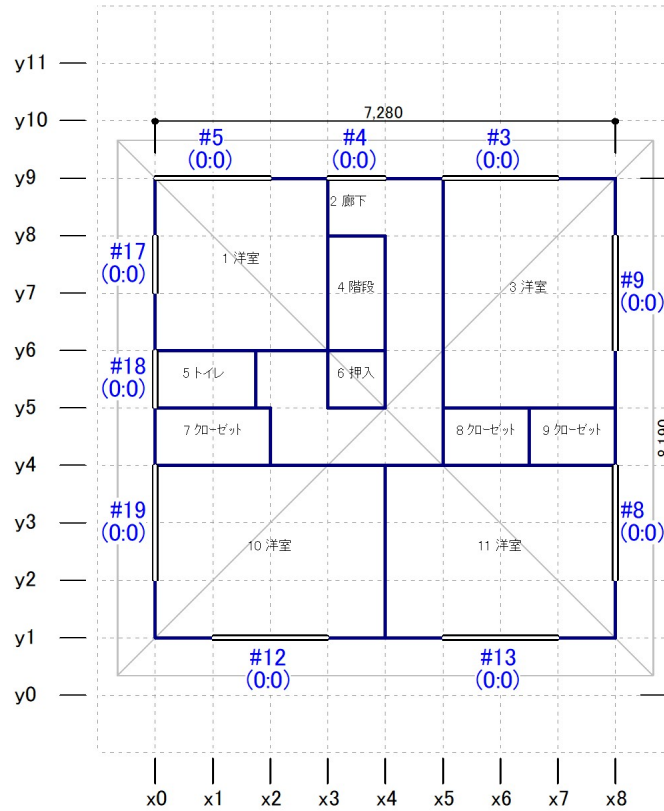 y11
y10
7,280
#5
(0:0)
#4
(0:0)
#3
(0:0)
y9
2 廊下
y8
#17
(0:0)
1 洋室
#9
(0:0)
y7
4 階段
3 洋室
y6
#18
(0:0)
5 トイレ
6 押入
y5
7 クローゼット
8 クローゼット
9 クローゼット
8,190
y4
#19
(0:0)
#8
(0:0)
y3
10 洋室
11 洋室
y2
y1
#12
(0:0)
#13
(0:0)
y0
x0 x1 x2 x3 x4 x5 x6 x7 x8